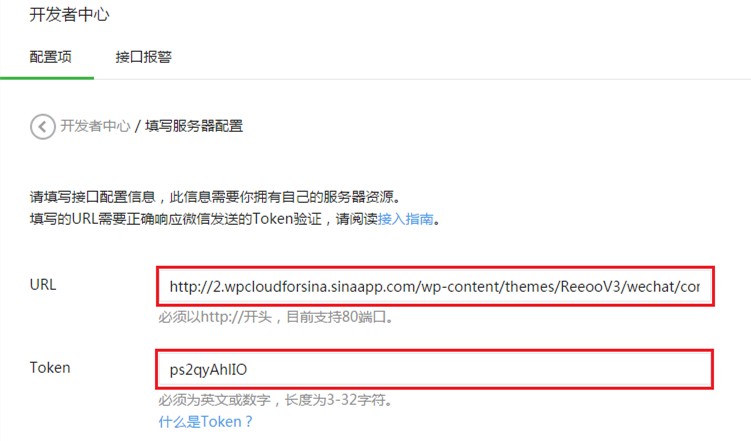 开发者中心
配置项 接口报警
开发者中心 / 填写服务器配置
请填写接口配置信息，此信息需要你拥有自己的服务器资源。
填写的URL需要正确响应微信发送的Token验证，请阅读接入指南。
URL http://2.wpcloudforsina.sinaapp.com/wp-content/themes/ReeooV3/wechat/cor
必须以http://开头，目前支持80端口。
Token ps2qyAhlIO
必须为英文或数字，长度为3-32字符。
什么是Token？